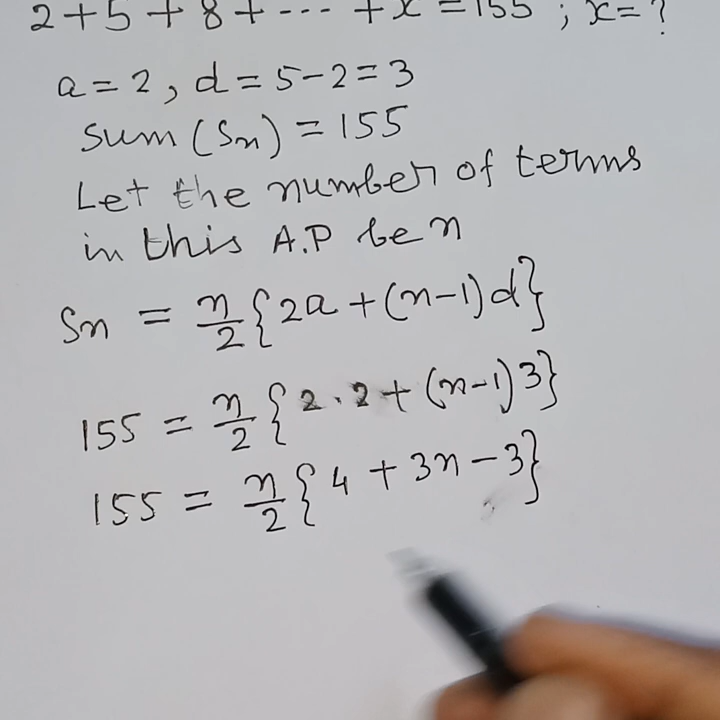 2+5+8+---+x=155 ; x=?
a=2, d=5-2=3
sum (Sn) = 155
Let the number of terms
in this A.P be n
Sn = n/2 {2a+(n-1)d}
155 = n/2 {2.2+(n-1)3}
155 = n/2 {4+3n-3}